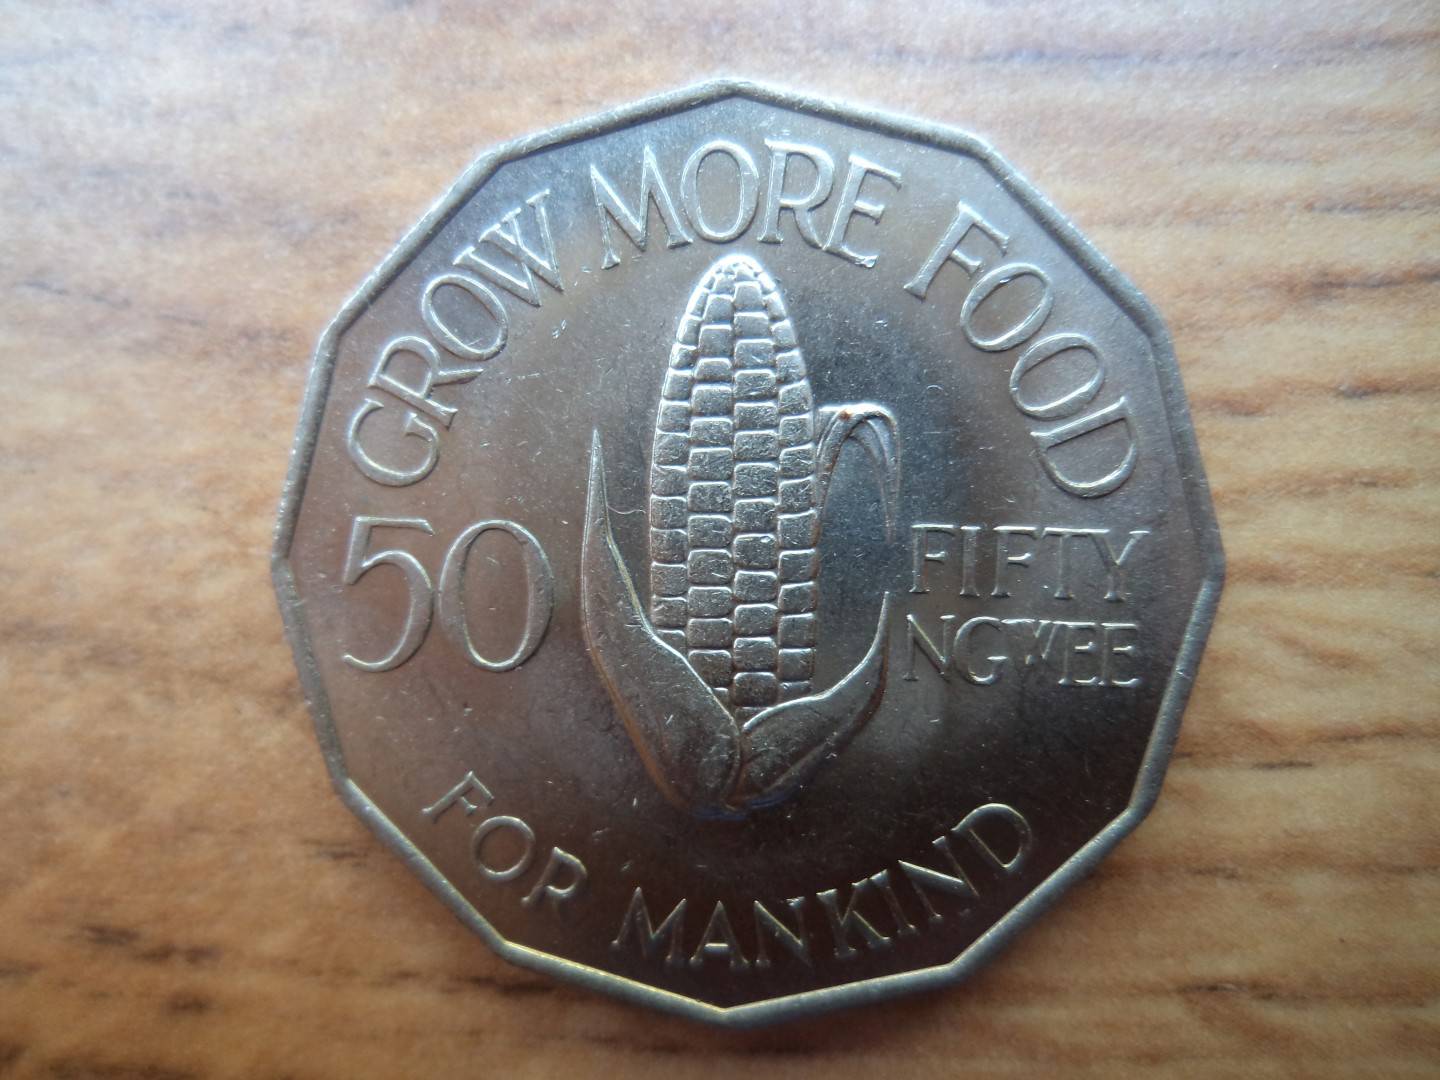 GROW MORE FOOD
50
FIFTY
NGWEE
FOR MANKIND